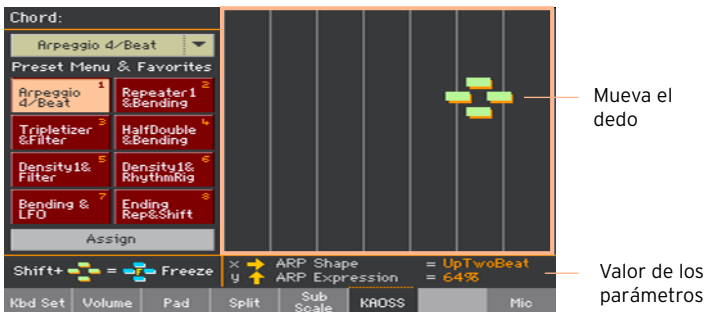 Chord:
Arpeggio 4/Beat
Preset Menu & Favorites
Arpeggio 4/Beat 1
Repeater1 &Bending 2
Tripletizer &Filter 3
HalfDouble &Bending 4
Density1& Filter 5
Density1& RhythmRig 6
Bending & LFO 7
Ending Rep&Shift 8
Assign
Shift+ = F Freeze
x ARP Shape = UpTwoBeat
y ARP Expression = 64%
Kbd Set Volume Pad Split Sub Scale KAOSS Mic
Mueva el
dedo
Valor de los
parámetros